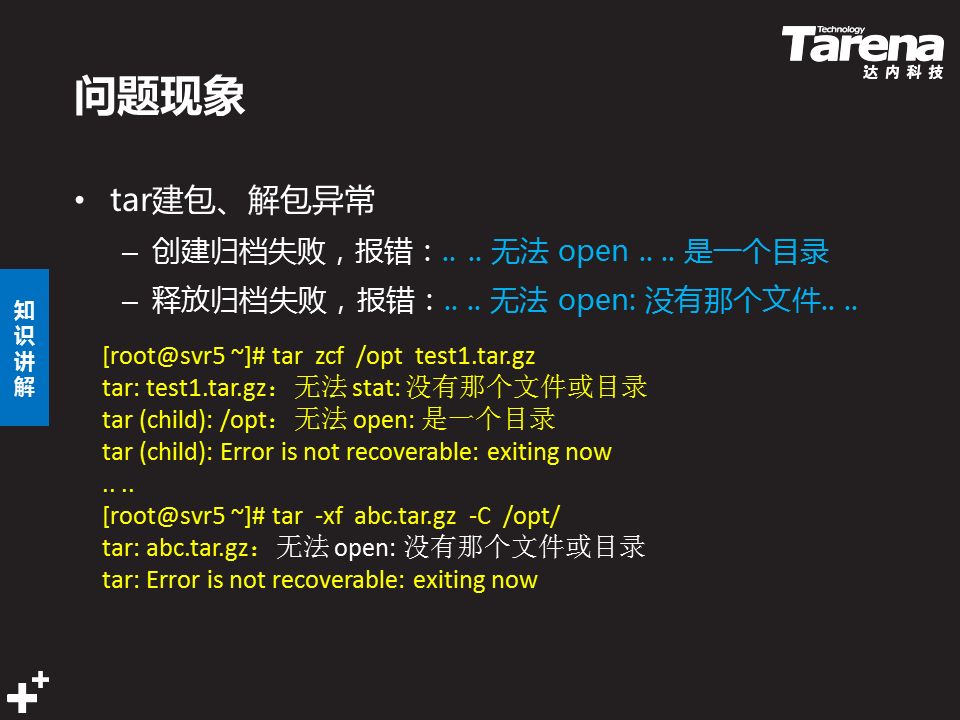 Technology
Tarena
达内科技
问题现象
• tar建包、解包异常
– 创建归档失败，报错：.. .. 无法 open .. .. 是一个目录
– 释放归档失败，报错：.. .. 无法 open: 没有那个文件.. ..
知识讲解
[root@svr5 ~]# tar zcf /opt test1.tar.gz
tar: test1.tar.gz：无法 stat: 没有那个文件或目录
tar (child): /opt：无法 open: 是一个目录
tar (child): Error is not recoverable: exiting now
.. ..
[root@svr5 ~]# tar -xf abc.tar.gz -C /opt/
tar: abc.tar.gz：无法 open: 没有那个文件或目录
tar: Error is not recoverable: exiting now